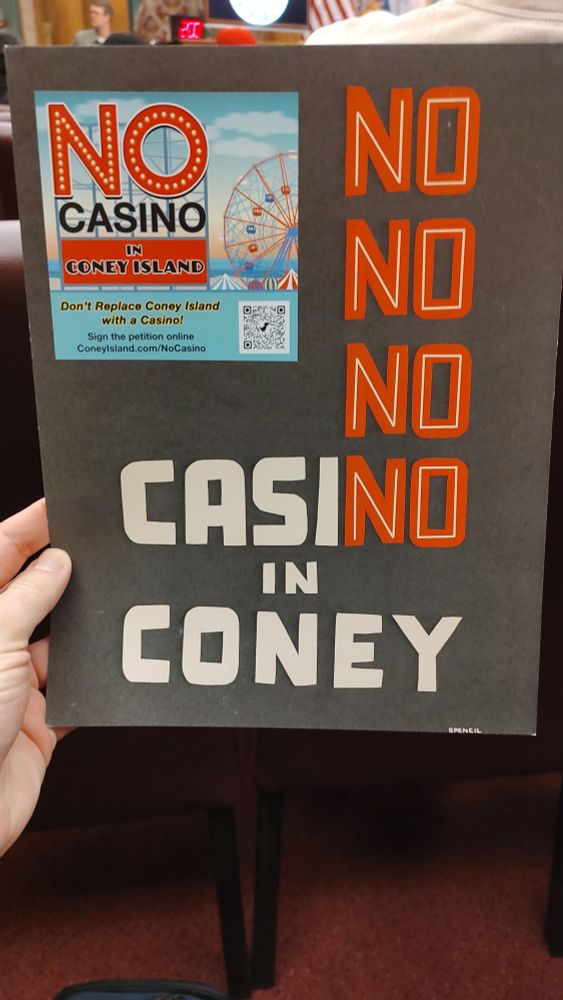 NO
CASINO
IN
CONEY ISLAND
Don't Replace Coney Island
with a Casino!
Sign the petition online
ConeyIsland.com/NoCasino
NO
NO
NO
CASINO
IN
CONEY
SPENCIL